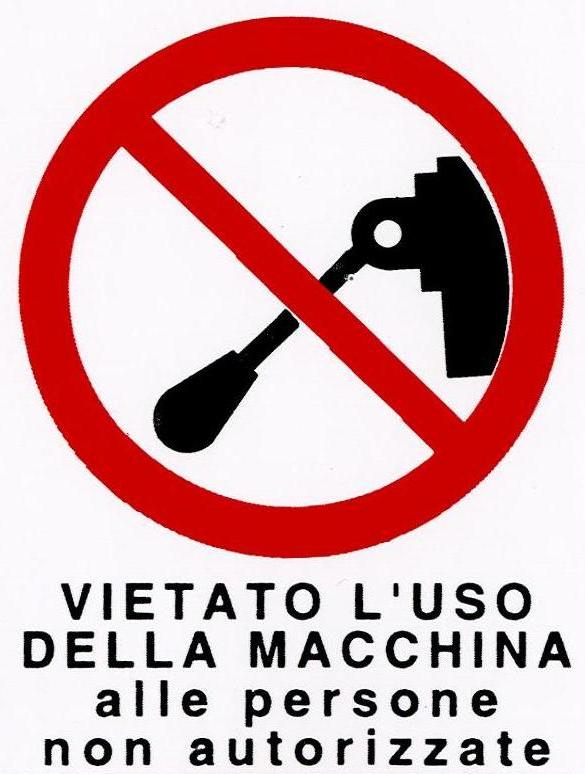 VIETATO L'USO
DELLA MACCHINA
alle persone
non autorizzate